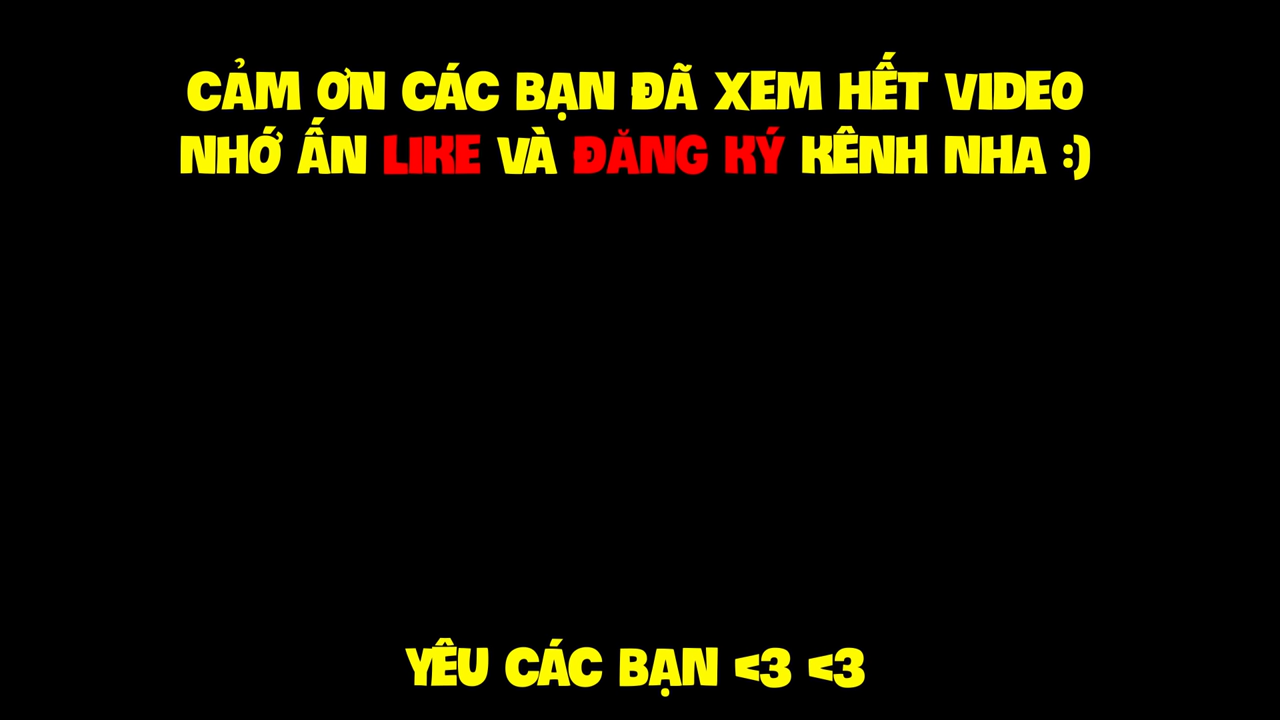 CẢM ƠN CÁC BẠN ĐÃ XEM HẾT VIDEO
NHỚ ẤN LIKE VÀ ĐĂNG KÝ KÊNH NHA :)
YÊU CÁC BẠN <3 <3